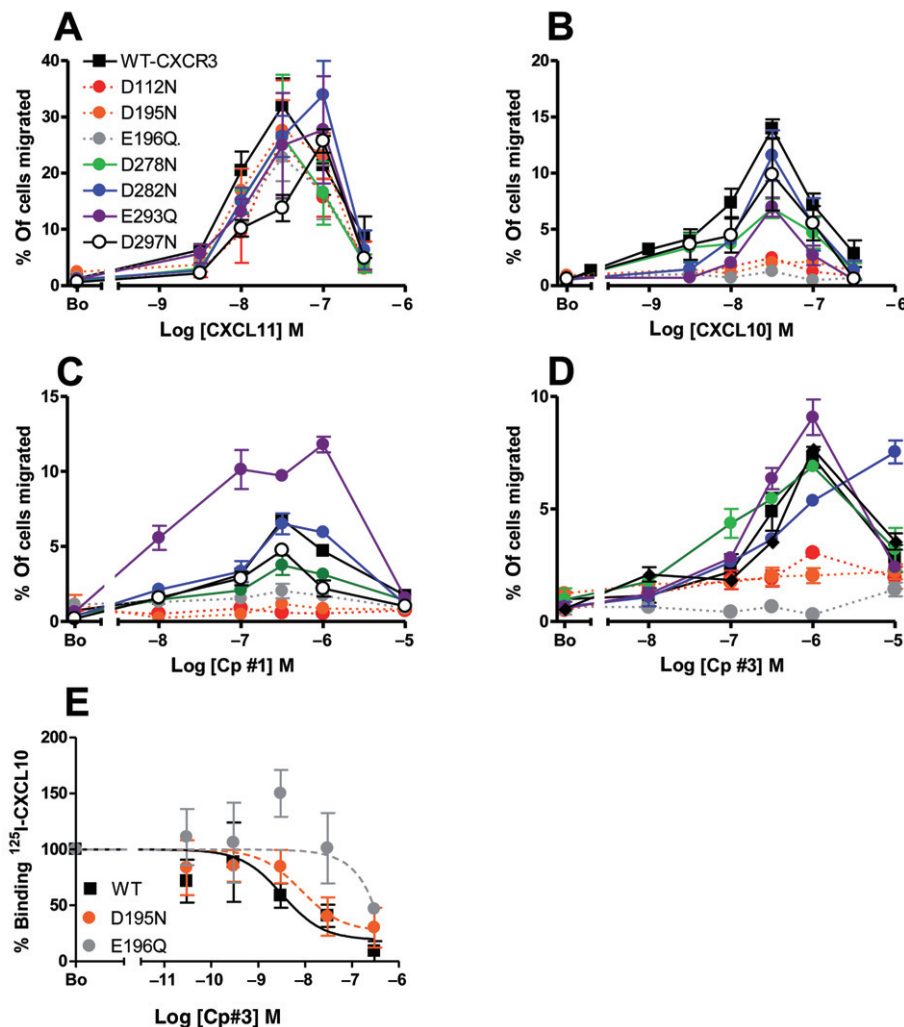 A
B
WT-CXCR3
D112N
D195N
E196Q.
D278N
D282N
E293Q
D297N
% Of cells migrated
40
30
20
10
0
Bo
–9
–8
–7
–6
Log [CXCL11] M
% Of cells migrated
20
15
10
5
0
Bo
–9
–8
–7
–6
Log [CXCL10] M
C
D
% Of cells migrated
15
10
5
0
Bo
–8
–7
–6
–5
Log [Cp #1] M
% Of cells migrated
10
5
0
Bo
–8
–7
–6
–5
Log [Cp #3] M
E
% Binding ¹²⁵I-CXCL10
200
150
100
50
0
WT
D195N
E196Q
Bo
–11
–10
–9
–8
–7
–6
Log [Cp#3] M